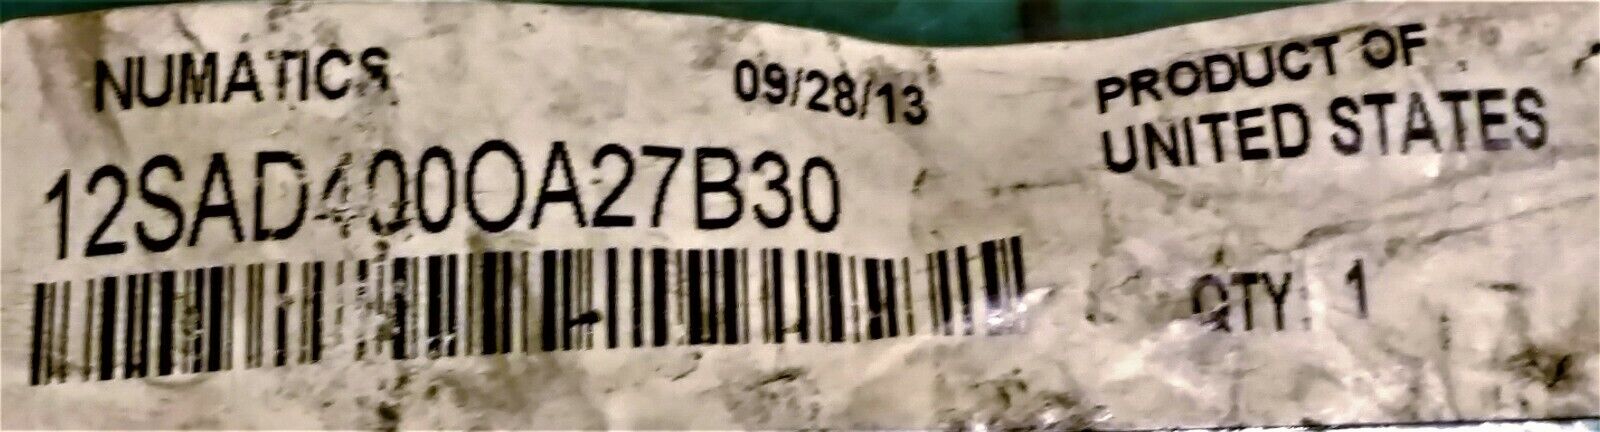 NUMATICS
09/28/13
PRODUCT OF
UNITED STATES
12SAD400OA27B30
QTY: 1